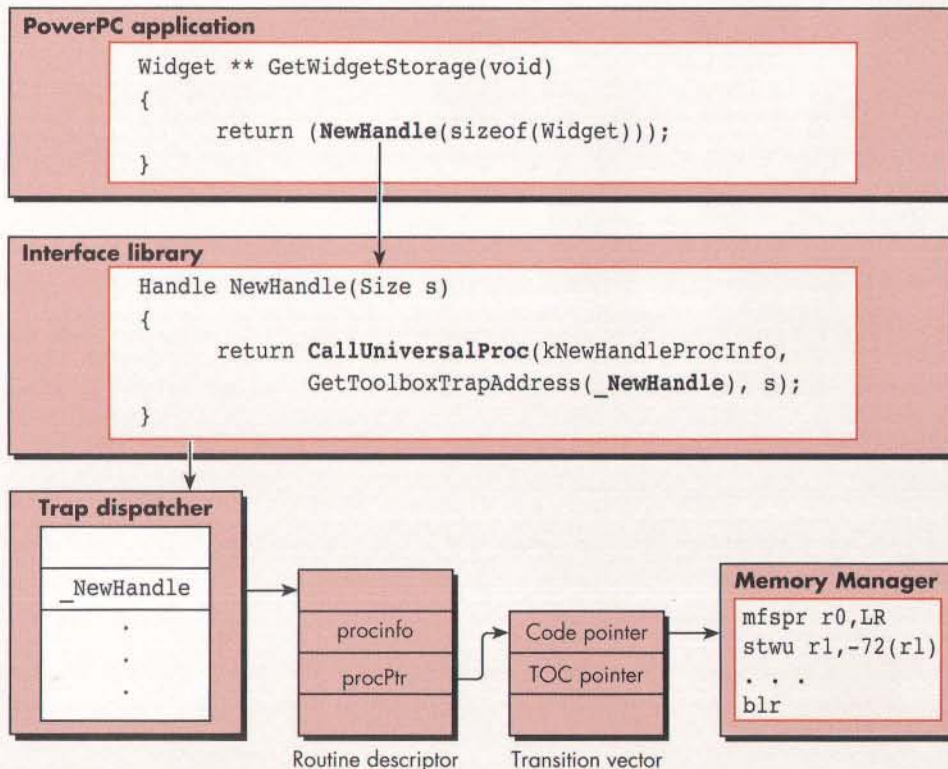 PowerPC application
Widget ** GetWidgetStorage(void)
{
return (NewHandle(sizeof(Widget)));
}
Interface library
Handle NewHandle(Size s)
{
return CallUniversalProc(kNewHandleProcInfo,
GetToolboxTrapAddress(_NewHandle), s);
}
Trap dispatcher
_NewHandle
.
.
.
procinfo
procPtr
Routine descriptor
Code pointer
TOC pointer
Transition vector
Memory Manager
mfspr r0,LR
stwu r1,-72(r1)
. . .
blr